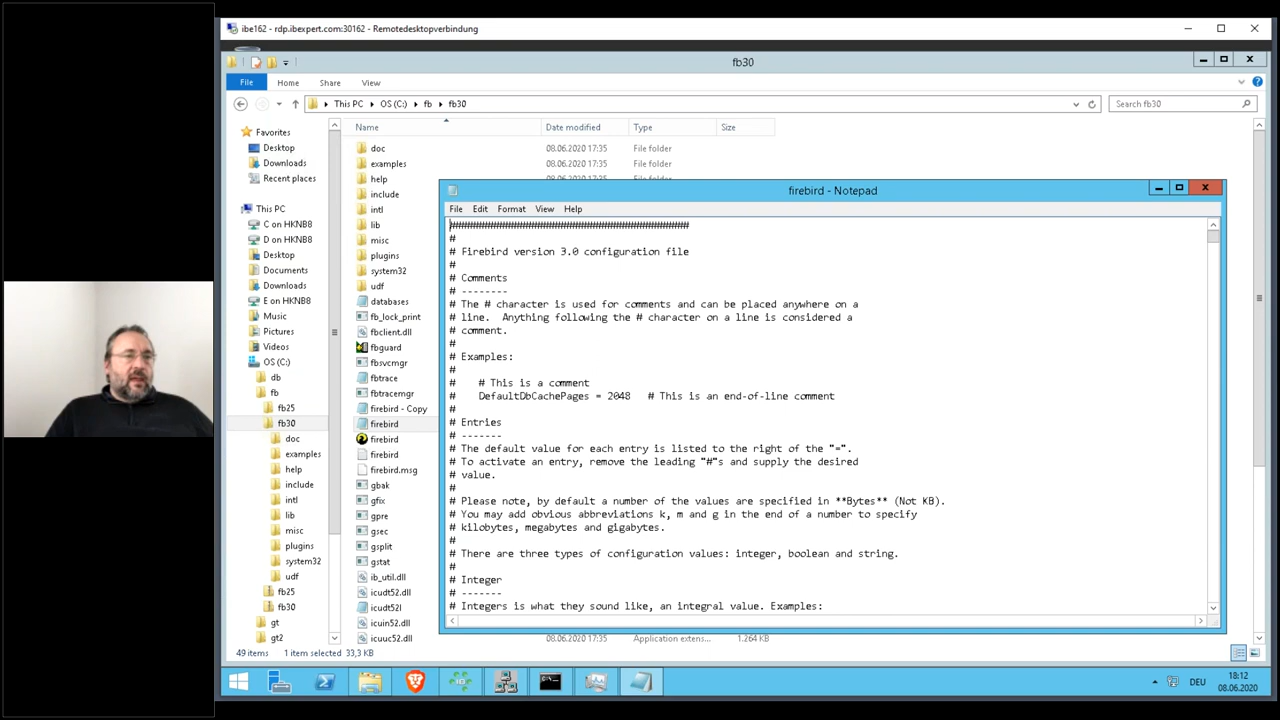 ibe162 - rdp.ibexpert.com:30162 - Remotedesktopverbindung
fb30
File Home Share View
This PC OS (C:) fb fb30
Search fb30
Name Date modified Type Size
Favorites
Desktop
Downloads
Recent places
This PC
C on HKNB8
D on HKNB8
Desktop
Documents
Downloads
E on HKNB8
Music
Pictures
Videos
OS (C:)
db
fb
fb25
fb30
doc
examples
help
include
intl
lib
misc
plugins
system32
udf
fb25
fb30
gt
gt2
doc 08.06.2020 17:35 File folder
examples 08.06.2020 17:35 File folder
help 08.06.2020 17:35 File folder
include
intl
lib
misc
plugins
system32
udf
databases
fb_lock_print
fbclient.dll
fbguard
fbsvcmgr
fbtrace
fbtracemgr
firebird - Copy
firebird
firebird
firebird
firebird.msg
gbak
gfix
gpre
gsec
gsplit
gstat
ib_util.dll
icudt52.dll
icudt52l
icuin52.dll
icuuc52.dll 08.06.2020 17:35 Application extens... 1.264 KB
firebird - Notepad
File Edit Format View Help
########################################
#
# Firebird version 3.0 configuration file
#
# Comments
# --------
# The # character is used for comments and can be placed anywhere on a
# line. Anything following the # character on a line is considered a
# comment.
#
# Examples:
#
# # This is a comment
# DefaultDbCachePages = 2048 # This is an end-of-line comment
#
# Entries
# -------
# The default value for each entry is listed to the right of the "=".
# To activate an entry, remove the leading "#"s and supply the desired
# value.
#
# Please note, by default a number of the values are specified in **Bytes** (Not KB).
# You may add obvious abbreviations k, m and g in the end of a number to specify
# kilobytes, megabytes and gigabytes.
#
# There are three types of configuration values: integer, boolean and string.
#
# Integer
# -------
# Integers is what they sound like, an integral value. Examples:
49 items 1 item selected 33,3 KB
DEU
18:12
08.06.2020